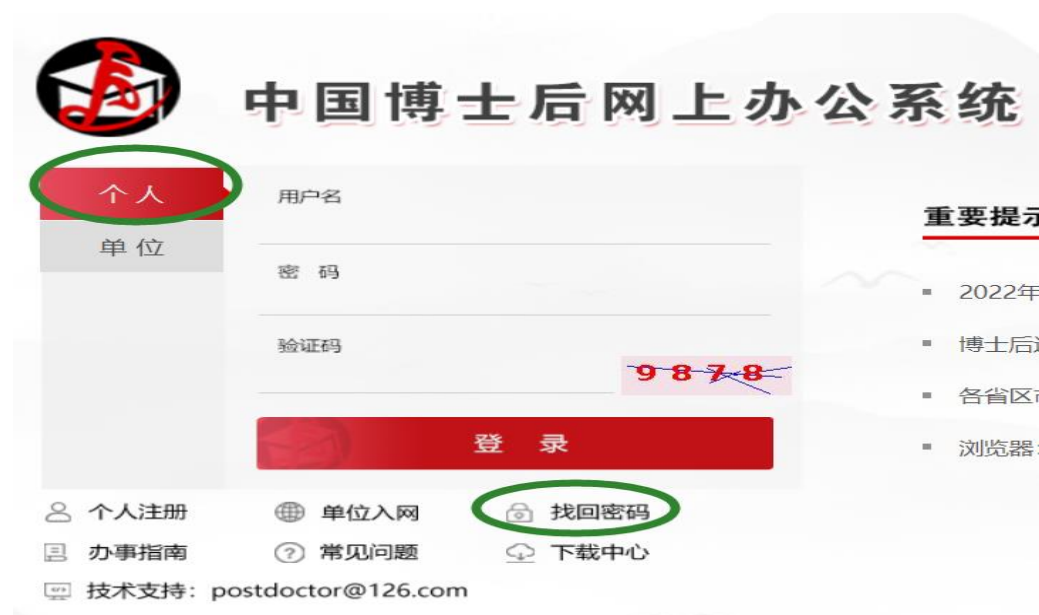 中国博士后网上办公系统
个人
单位
用户名
密 码
验证码
9878
登 录
重要提示
2022年
博士后
各省区
浏览器:
个人注册 单位入网 找回密码
办事指南 常见问题 下载中心
技术支持: postdoctor@126.com